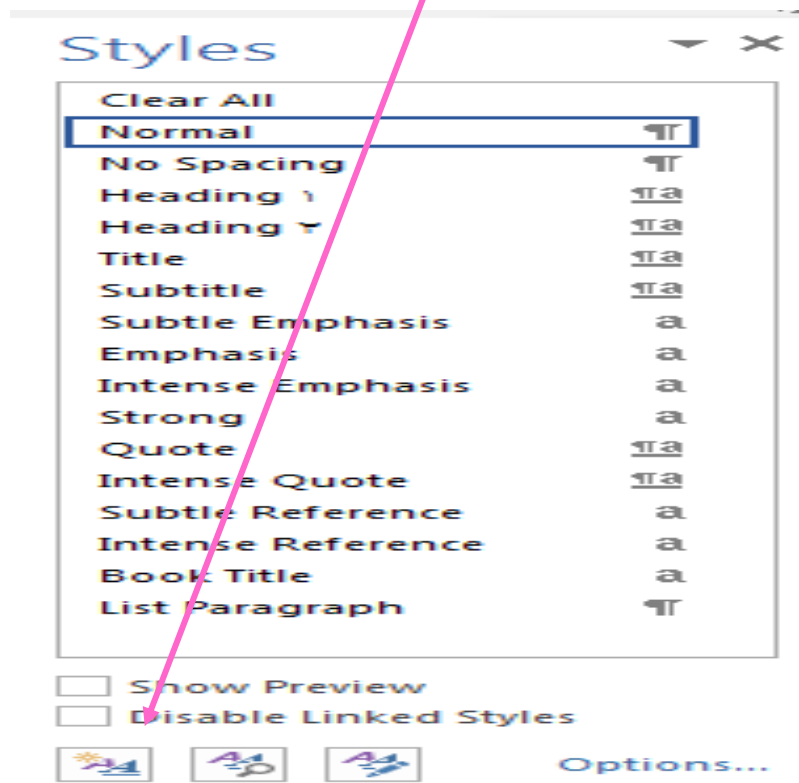 Styles
Clear All
Normal ¶
No Spacing ¶
Heading ١ ¶a
Heading ٢ ¶a
Title ¶a
Subtitle ¶a
Subtle Emphasis a
Emphasis a
Intense Emphasis a
Strong a
Quote ¶a
Intense Quote ¶a
Subtle Reference a
Intense Reference a
Book Title a
List Paragraph ¶
Show Preview
Disable Linked Styles
Options...